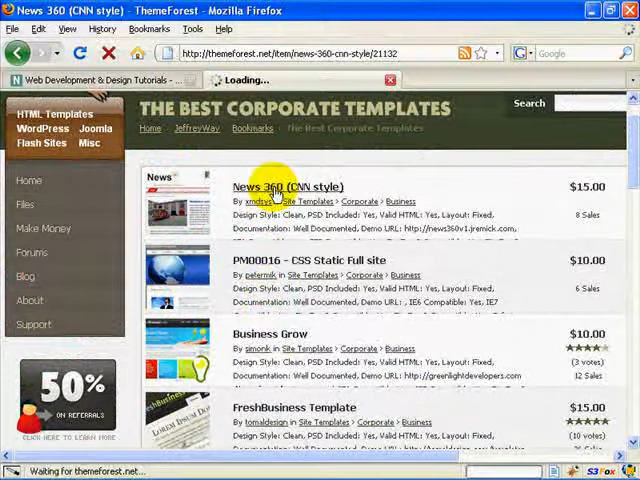 News 360 (CNN style) - ThemeForest - Mozilla Firefox
File Edit View History Bookmarks Tools Help
http://themeforest.net/item/news-360-cnn-style/21132
Google
Web Development & Design Tutorials - ...
Loading...
HTML Templates
WordPress Joomla
Flash Sites Misc
THE BEST CORPORATE TEMPLATES
Search
Home JeffreyWay Bookmarks The Best Corporate Templates
Home
Files
Make Money
Forums
Blog
About
Support
50%
ON REFERRALS
CLICK HERE TO LEARN MORE
News
News 360 (CNN style)
$15.00
By xmdsys in Site Templates > Corporate > Business
Design Style: Clean, PSD Included: Yes, Valid HTML: Yes, Layout: Fixed,
8 Sales
Documentation: Well Documented, Demo URL: http://news360v1.jremick.com,
PM00016 - CSS Static Full site
$10.00
By petermik in Site Templates > Corporate > Business
Design Style: Clean, PSD Included: Yes, Valid HTML: Yes, Layout: Fixed,
6 Sales
Documentation: Well Documented, Demo URL: , IE6 Compatible: Yes, IE7
Business Grow
$10.00
By simonk in Site Templates > Corporate > Business
Design Style: Clean, PSD Included: Yes, Valid HTML: Yes, Layout: Fixed,
(3 votes)
Documentation: Well Documented, Demo URL: http://greenlightdevelopers.com
12 Sales
FreshBusiness Template
$15.00
By tomaldesign in Site Templates > Corporate > Business
Design Style: Clean, PSD Included: Yes, Valid HTML: Yes, Layout: Fixed,
(10 votes)
Waiting for themeforest.net...
S3Fox